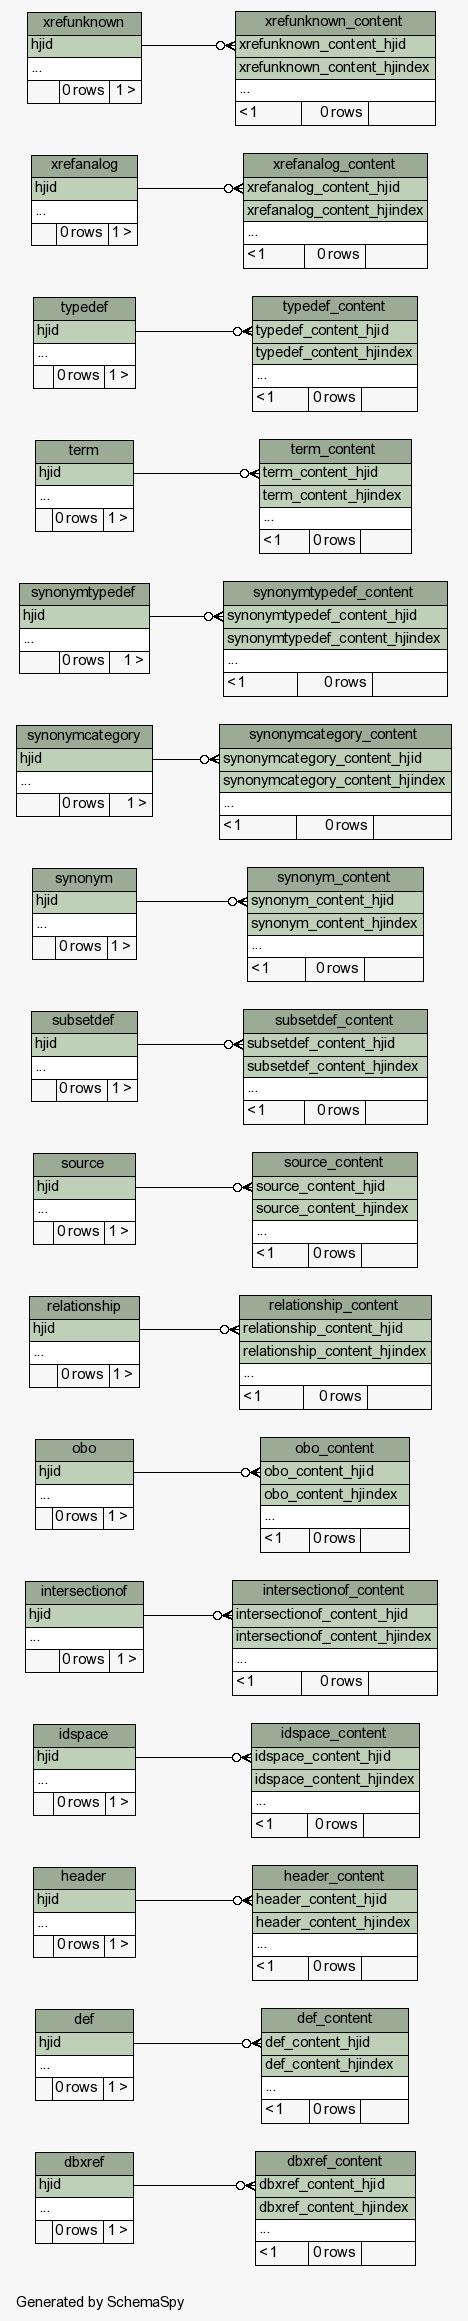 xrefunknown
hjid
...
0 rows 1 >
xrefunknown_content
xrefunknown_content_hjid
xrefunknown_content_hjindex
...
< 1 0 rows
xrefanalog
hjid
...
0 rows 1 >
xrefanalog_content
xrefanalog_content_hjid
xrefanalog_content_hjindex
...
< 1 0 rows
typedef
hjid
...
0 rows 1 >
typedef_content
typedef_content_hjid
typedef_content_hjindex
...
< 1 0 rows
term
hjid
...
0 rows 1 >
term_content
term_content_hjid
term_content_hjindex
...
< 1 0 rows
synonymtypedef
hjid
...
0 rows 1 >
synonymtypedef_content
synonymtypedef_content_hjid
synonymtypedef_content_hjindex
...
< 1 0 rows
synonymcategory
hjid
...
0 rows 1 >
synonymcategory_content
synonymcategory_content_hjid
synonymcategory_content_hjindex
...
< 1 0 rows
synonym
hjid
...
0 rows 1 >
synonym_content
synonym_content_hjid
synonym_content_hjindex
...
< 1 0 rows
subsetdef
hjid
...
0 rows 1 >
subsetdef_content
subsetdef_content_hjid
subsetdef_content_hjindex
...
< 1 0 rows
source
hjid
...
0 rows 1 >
source_content
source_content_hjid
source_content_hjindex
...
< 1 0 rows
relationship
hjid
...
0 rows 1 >
relationship_content
relationship_content_hjid
relationship_content_hjindex
...
< 1 0 rows
obo
hjid
...
0 rows 1 >
obo_content
obo_content_hjid
obo_content_hjindex
...
< 1 0 rows
intersectionof
hjid
...
0 rows 1 >
intersectionof_content
intersectionof_content_hjid
intersectionof_content_hjindex
...
< 1 0 rows
idspace
hjid
...
0 rows 1 >
idspace_content
idspace_content_hjid
idspace_content_hjindex
...
< 1 0 rows
header
hjid
...
0 rows 1 >
header_content
header_content_hjid
header_content_hjindex
...
< 1 0 rows
def
hjid
...
0 rows 1 >
def_content
def_content_hjid
def_content_hjindex
...
< 1 0 rows
dbxref
hjid
...
0 rows 1 >
dbxref_content
dbxref_content_hjid
dbxref_content_hjindex
...
< 1 0 rows
Generated by SchemaSpy